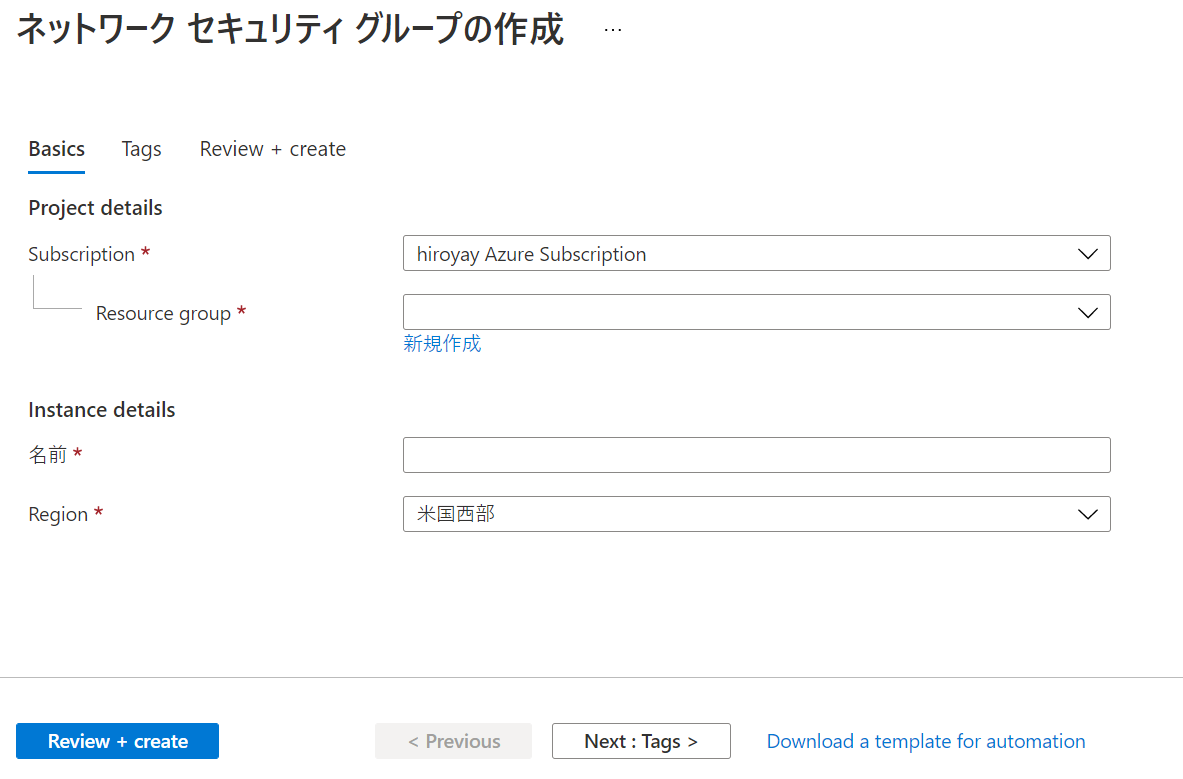 ネットワーク セキュリティ グループの作成 …
Basics Tags Review + create
Project details
Subscription * hiroyay Azure Subscription
Resource group *
新規作成
Instance details
名前 *
Region * 米国西部
Review + create < Previous Next : Tags > Download a template for automation